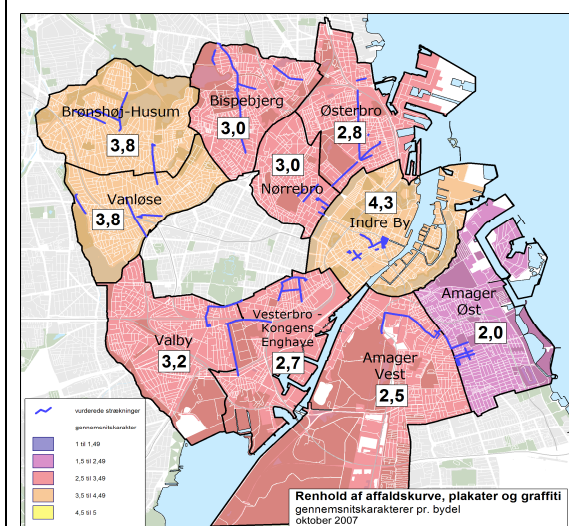 Brønshøj-Husum
3,8
Bispebjerg
3,0
Østerbro
2,8
3,0
Nørrebro
Vanløse
3,8
4,3
Indre By
Amager
Øst
2,0
Valby
3,2
Vesterbro -
Kongens
Enghave
2,7
Amager
Vest
2,5
vurderede strækninger
gennemsnitskarakter
1 til 1,49
1,5 til 2,49
2,5 til 3,49
3,5 til 4,49
4,5 til 5
Renhold af affaldskurve, plakater og graffiti
gennemsnitskarakterer pr. bydel
oktober 2007